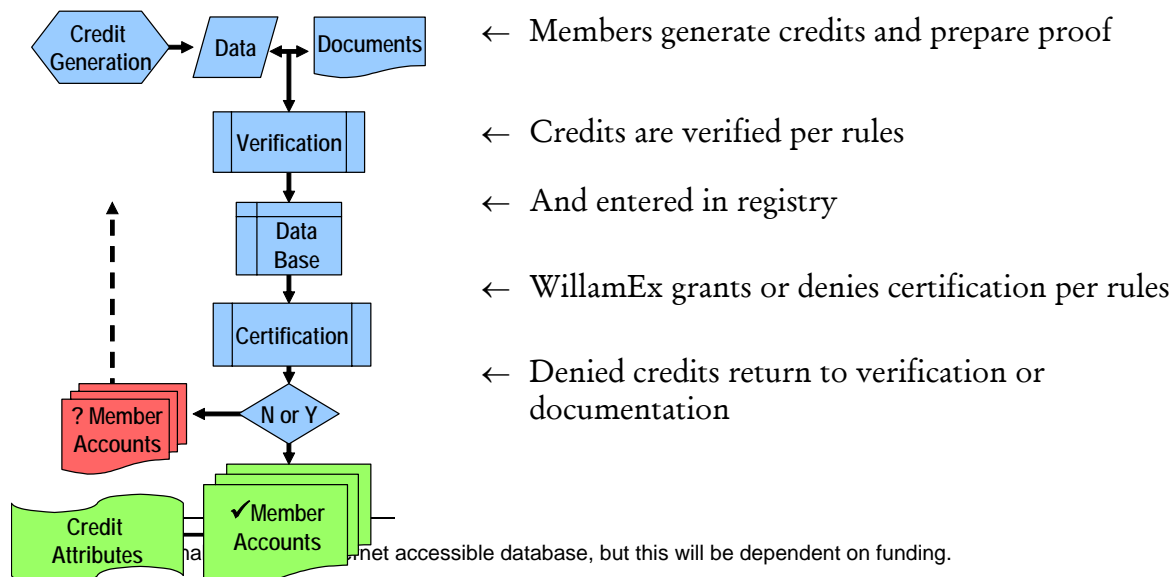 Credit
Generation
Data
Documents
← Members generate credits and prepare proof
Verification
← Credits are verified per rules
Data
Base
← And entered in registry
← WillamEx grants or denies certification per rules
Certification
← Denied credits return to verification or
documentation
N or Y
? Member
Accounts
✓Member
Accounts
Credit
Attributes
accessible database, but this will be dependent on funding.